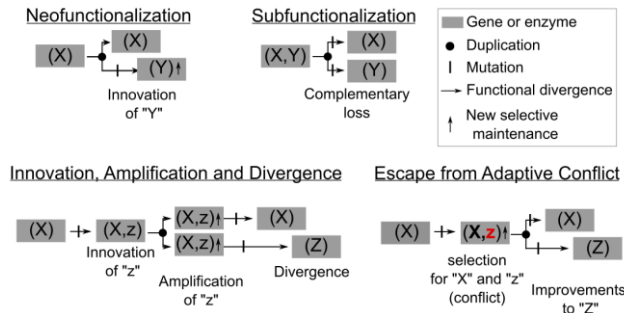 Neofunctionalization
(X)
(X)
(Y)
Innovation
of "Y"
Subfunctionalization
(X,Y)
(X)
(Y)
Complementary
loss
Gene or enzyme
Duplication
Mutation
Functional divergence
New selective
maintenance
Innovation, Amplification and Divergence
(X)
(X,z)
Innovation
of "z"
(X,z)
(X,z)
Amplification
of "z"
(X)
(Z)
Divergence
Escape from Adaptive Conflict
(X)
(X,z)
selection
for "X" and "z"
(conflict)
(X)
(Z)
Improvements
to "Z"